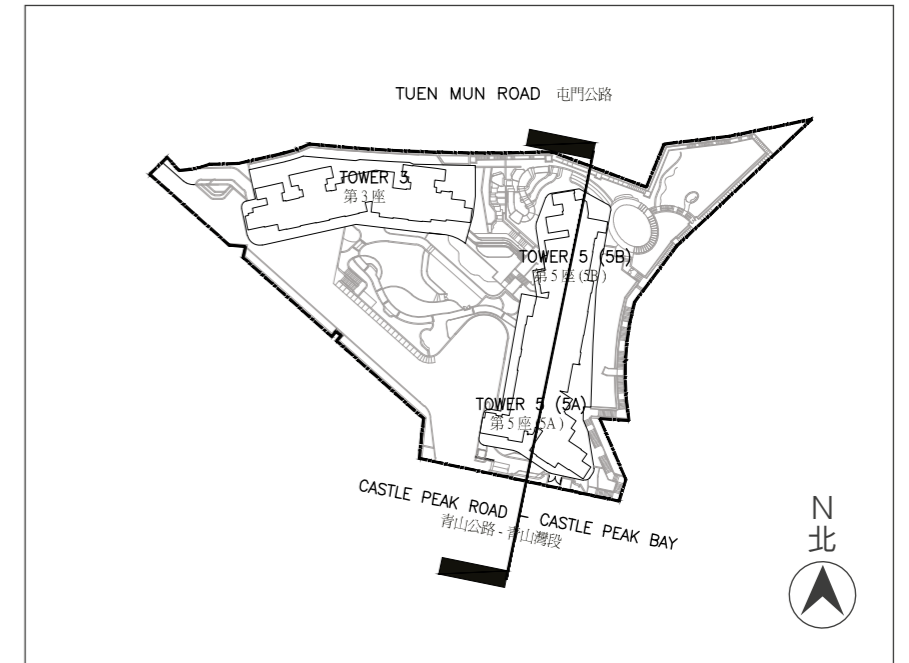 TUEN MUN ROAD 屯門公路
TOWER 3
第3座
TOWER 5 (5B)
第5座(5B)
TOWER 5 (5A)
第5座(5A)
CASTLE PEAK ROAD - CASTLE PEAK BAY
青山公路 - 青山灣段
N
北